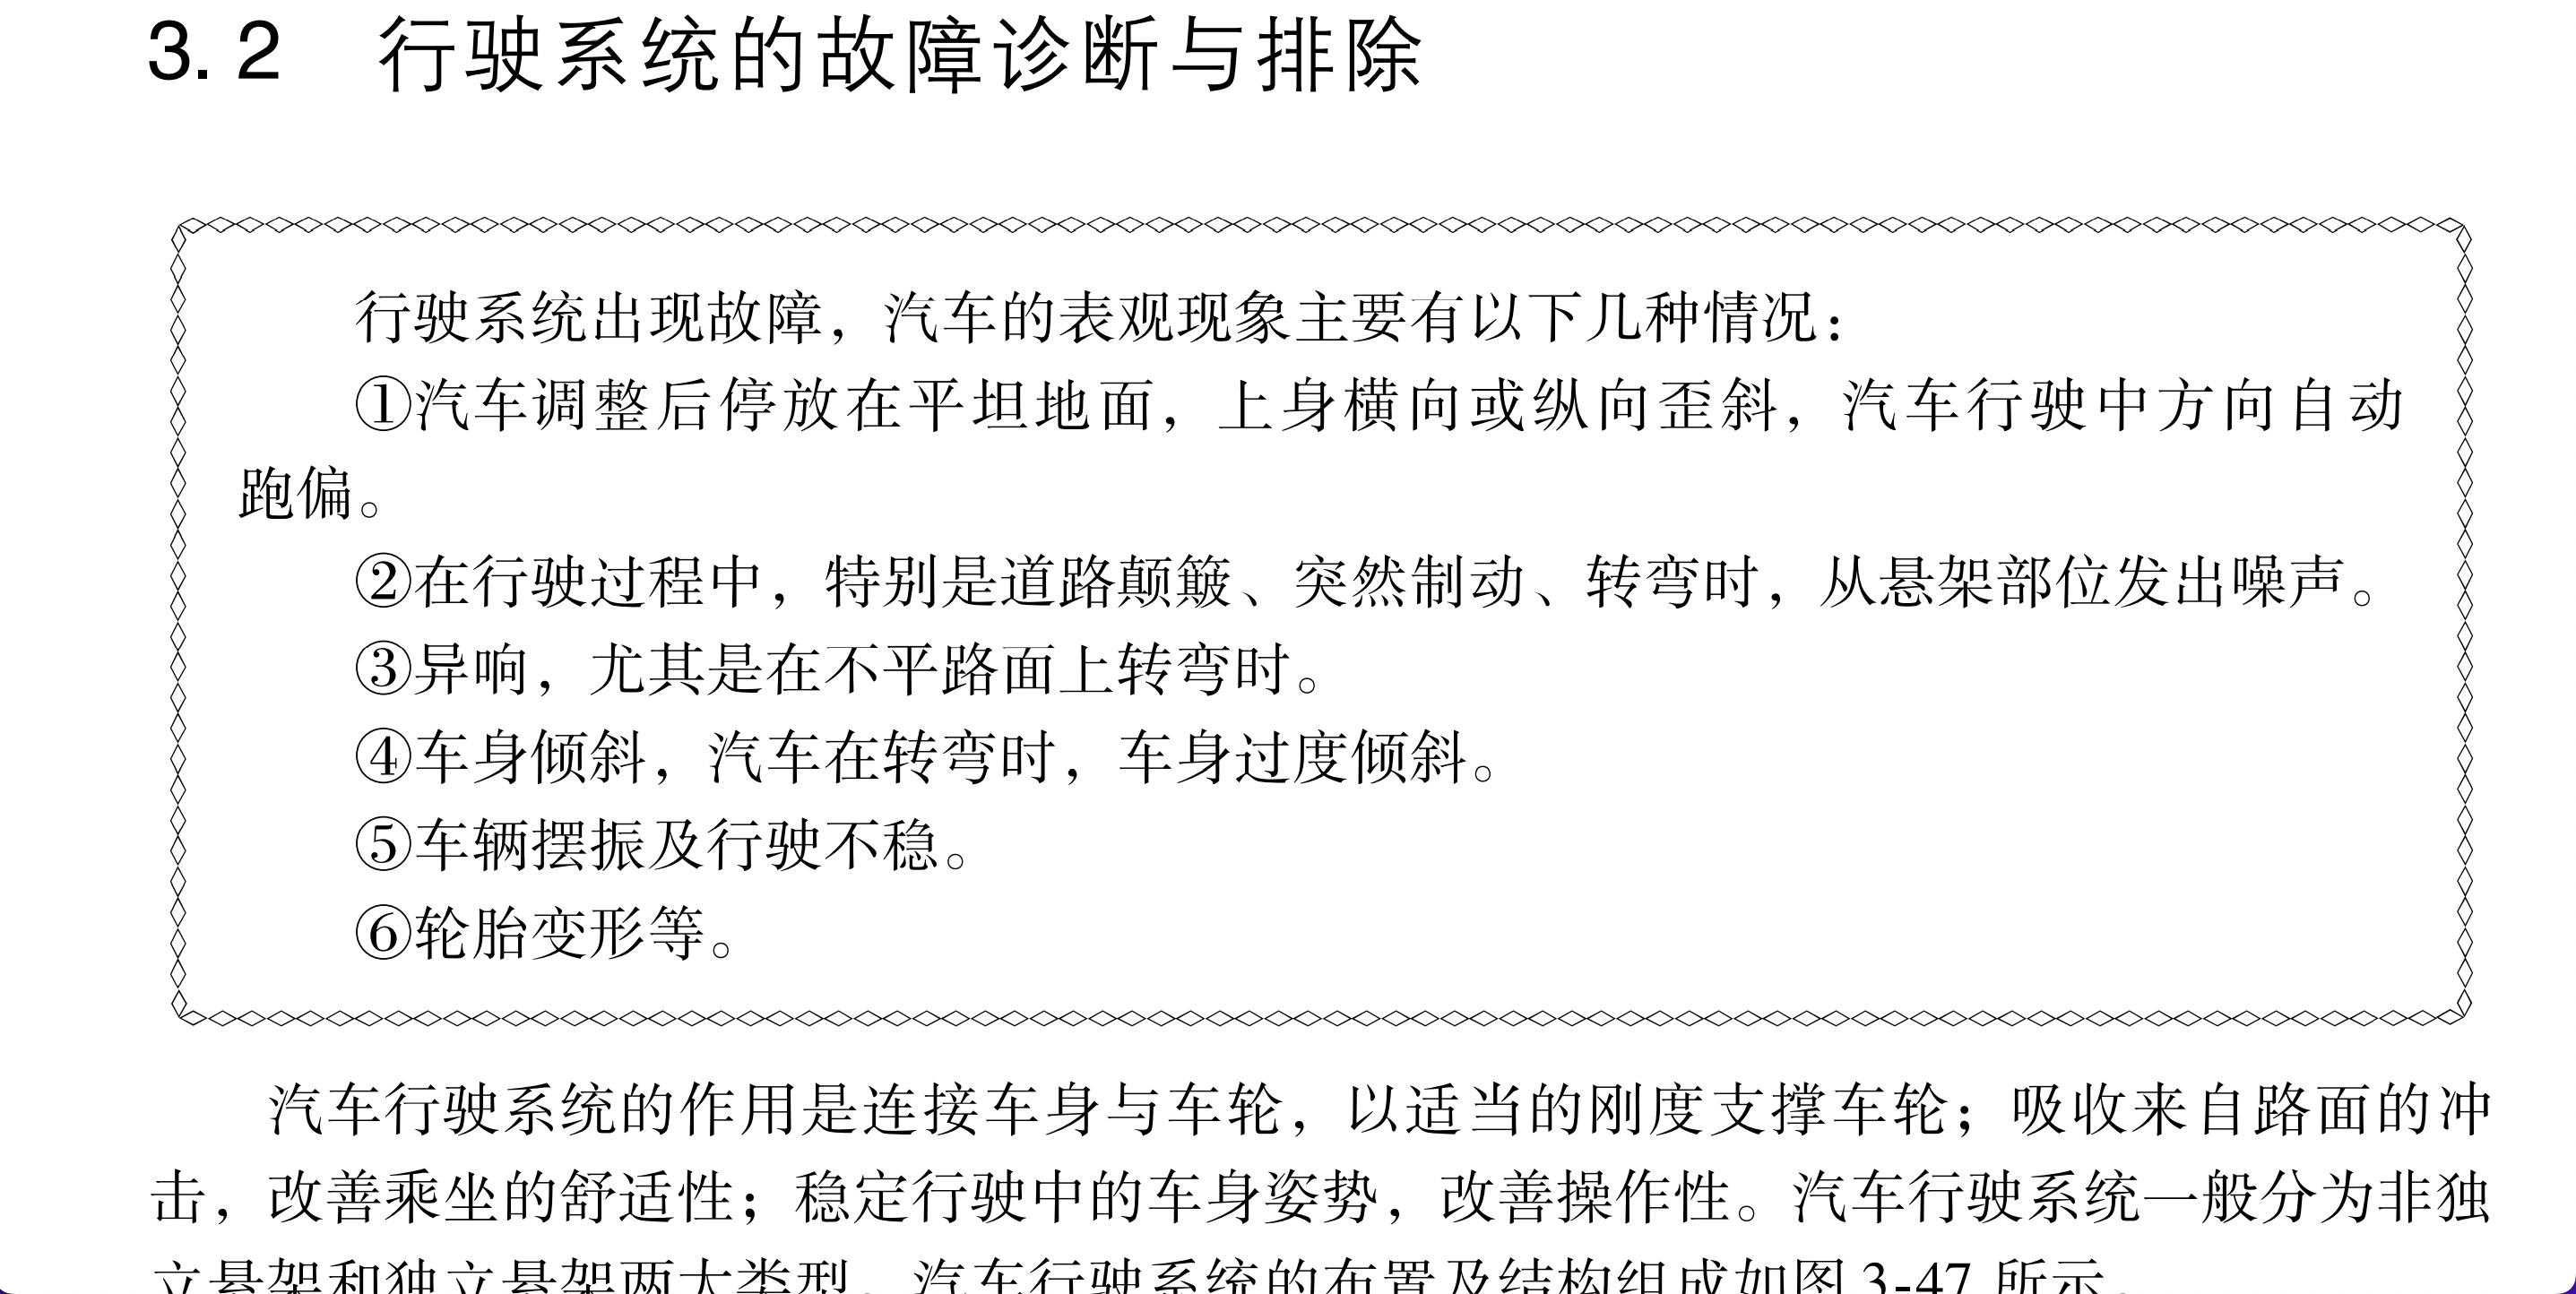 3.2 行驶系统的故障诊断与排除
行驶系统出现故障，汽车的表观现象主要有以下几种情况：
①汽车调整后停放在平坦地面，上身横向或纵向歪斜，汽车行驶中方向自动
跑偏。
②在行驶过程中，特别是道路颠簸、突然制动、转弯时，从悬架部位发出噪声。
③异响，尤其是在不平路面上转弯时。
④车身倾斜，汽车在转弯时，车身过度倾斜。
⑤车辆摆振及行驶不稳。
⑥轮胎变形等。
汽车行驶系统的作用是连接车身与车轮，以适当的刚度支撑车轮；吸收来自路面的冲
击，改善乘坐的舒适性；稳定行驶中的车身姿势，改善操作性。汽车行驶系统一般分为非独
立悬架和独立悬架两大类型。汽车行驶系统的布置及结构组成如图 3-47 所示。